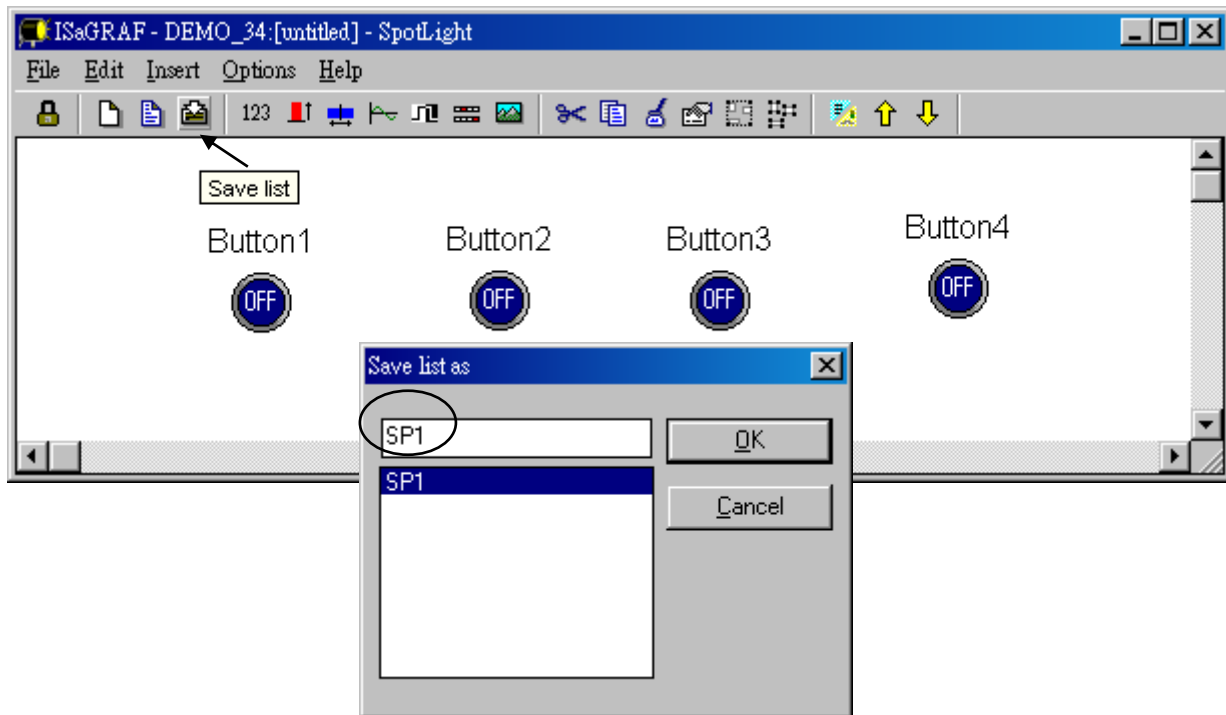 ISaGRAF - DEMO_34:[untitled] - SpotLight
File Edit Insert Options Help
123
Save list
Button1 Button2 Button3 Button4
OFF OFF OFF OFF
Save list as
SP1
OK
SP1
Cancel